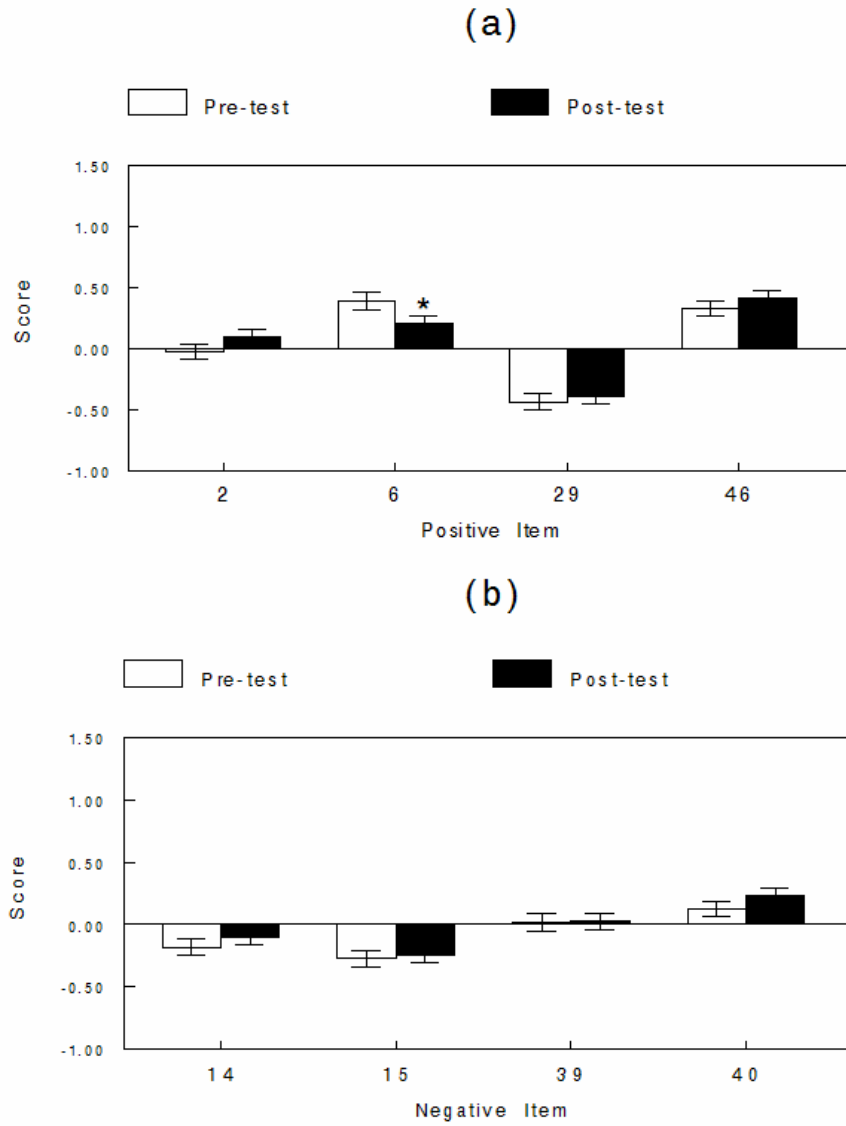 (a)
Pre-test Post-test
1.50
1.00
0.50
0.00
-0.50
-1.00
Score
*
2 6 29 46
Positive Item
(b)
Pre-test Post-test
1.50
1.00
0.50
0.00
-0.50
-1.00
Score
14 15 39 40
Negative Item